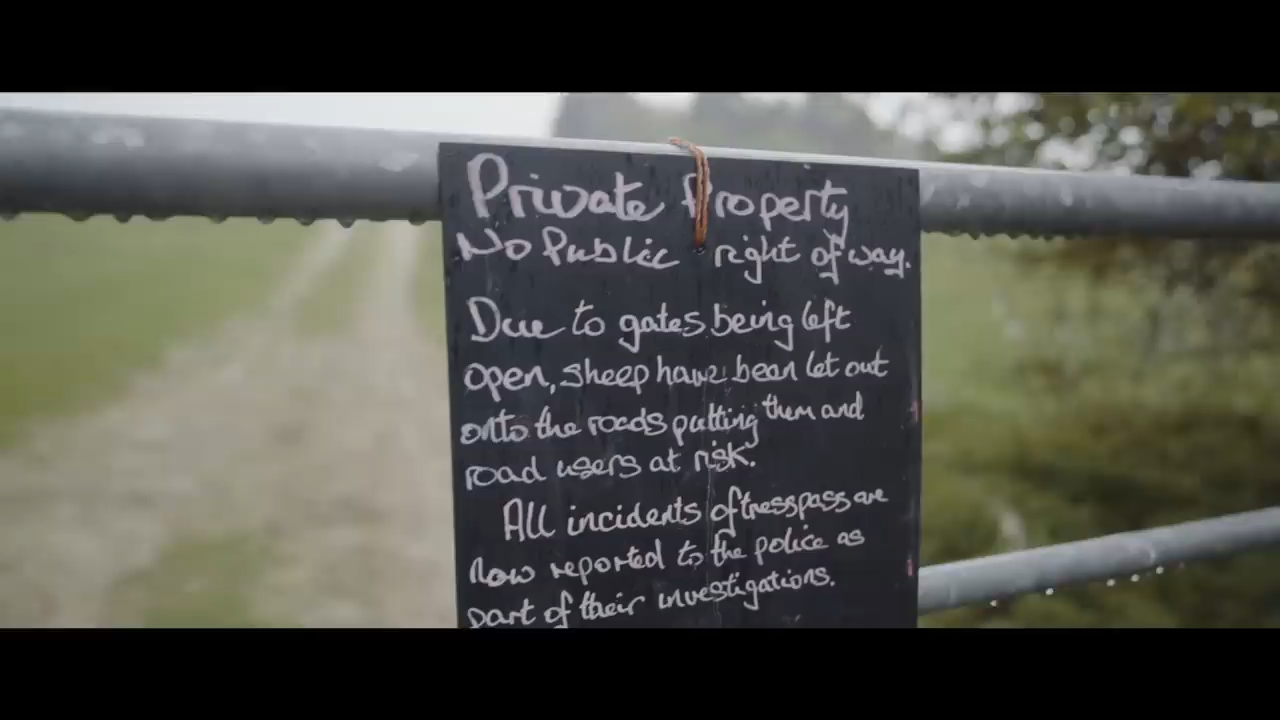 Private Property
No Public right of way.
Due to gates being left
open, sheep have been let out
onto the roads putting them and
road users at risk.
All incidents of tresspass are
now reported to the police as
part of their investigations.